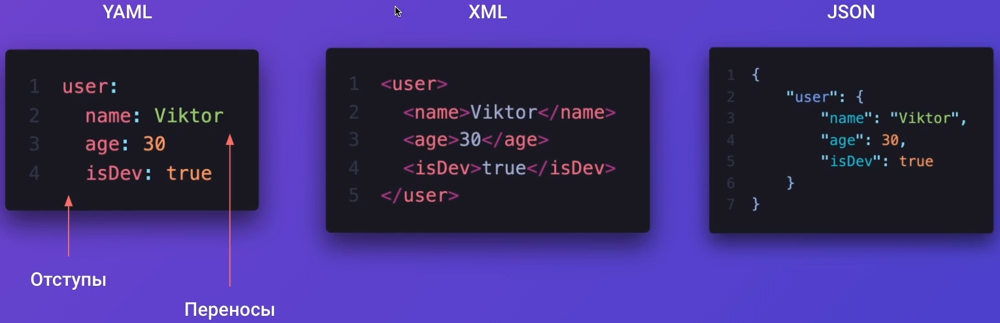 YAML
1 user:
2   name: Viktor
3   age: 30
4   isDev: true
Отступы
Переносы
XML
1 <user>
2   <name>Viktor</name>
3   <age>30</age>
4   <isDev>true</isDev>
5 </user>
JSON
1 {
2     "user": {
3         "name": "Viktor",
4         "age": 30,
5         "isDev": true
6     }
7 }